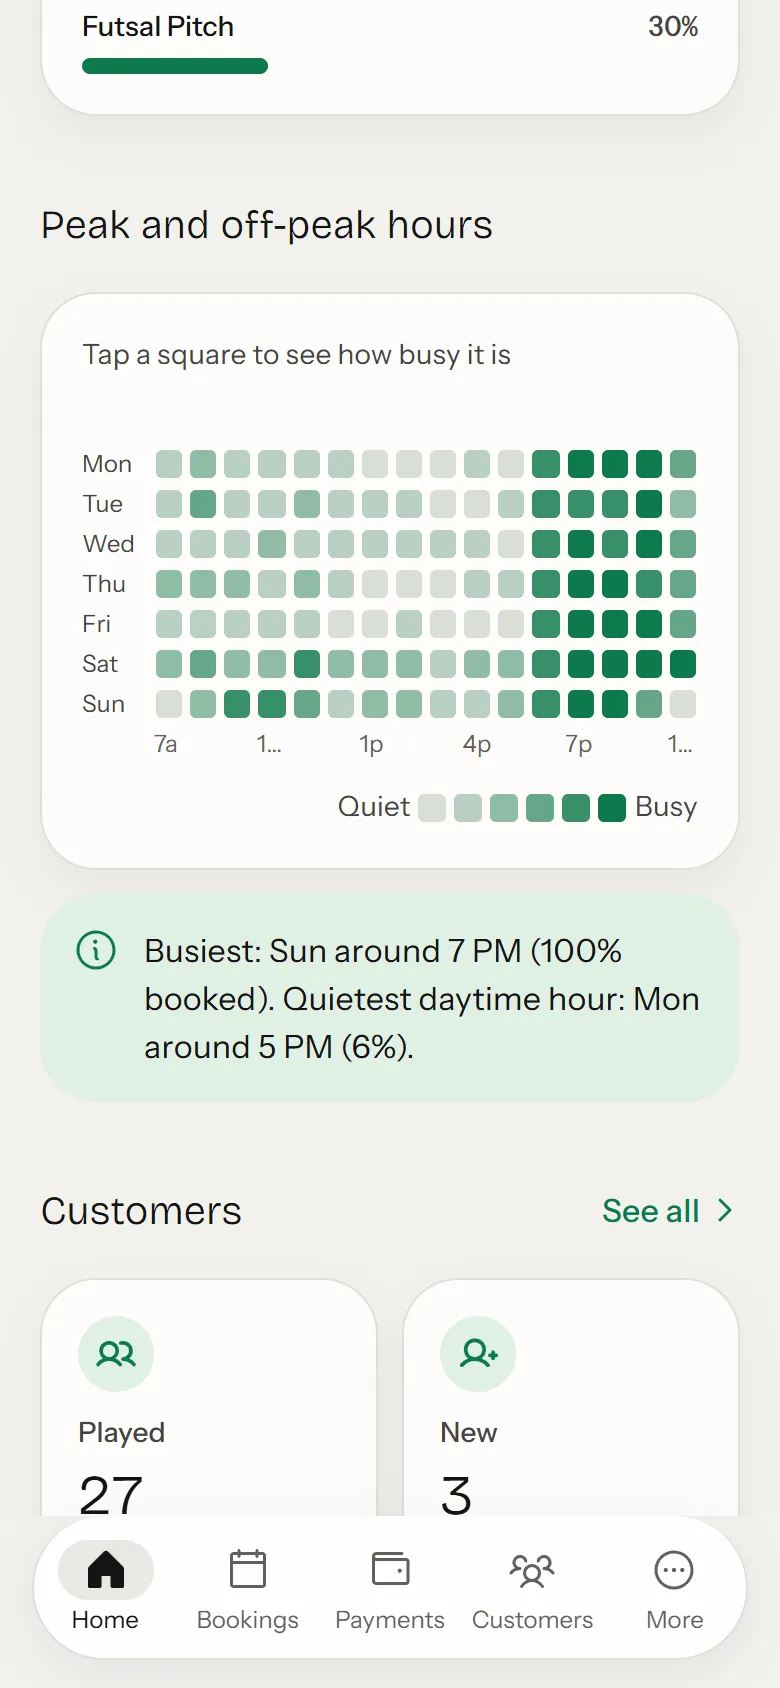 Futsal Pitch 30%
Peak and off-peak hours
Tap a square to see how busy it is
Mon
Tue
Wed
Thu
Fri
Sat
Sun
7a 1... 1p 4p 7p 1...
Quiet Busy
Busiest: Sun around 7 PM (100%
booked). Quietest daytime hour: Mon
around 5 PM (6%).
Customers See all
Played New
27 3
Home Bookings Payments Customers More